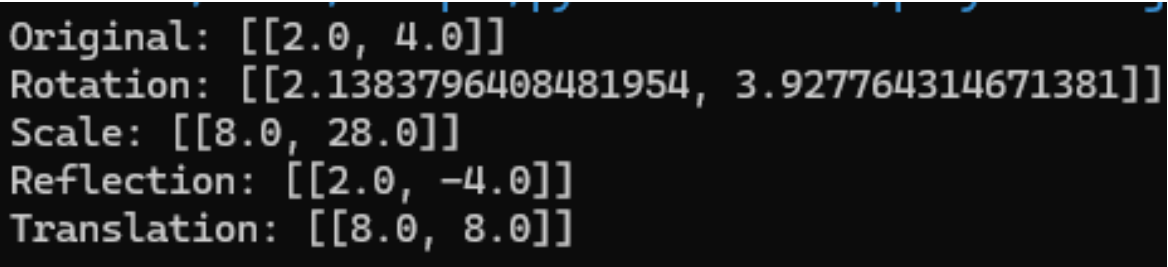 Original: [[2.0, 4.0]]
Rotation: [[2.1383796408481954, 3.927764314671381]]
Scale: [[8.0, 28.0]]
Reflection: [[2.0, -4.0]]
Translation: [[8.0, 8.0]]